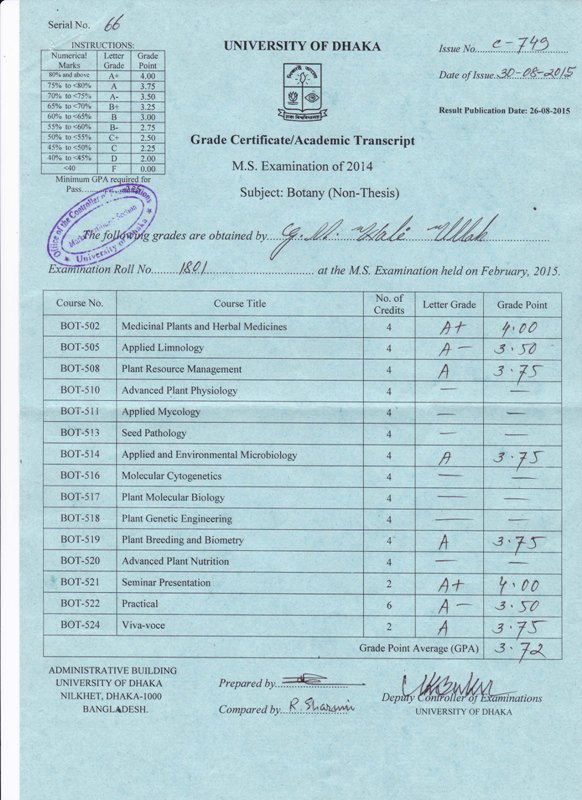 Serial No. 66
UNIVERSITY OF DHAKA
Issue No. C-749
Date of Issue. 30-08-2015
Result Publication Date: 26-08-2015
INSTRUCTIONS:
Numerical Marks Letter Grade Grade Point
80% and above A+ 4.00
75% to <80% A 3.75
70% to <75% A- 3.50
65% to <70% B+ 3.25
60% to <65% B 3.00
55% to <60% B- 2.75
50% to <55% C+ 2.50
45% to <50% C 2.25
40% to <45% D 2.00
<40 F 0.00
Minimum GPA required for
Pass
Office of the Controller of Examinations
University of Dhaka
Grade Certificate/Academic Transcript
M.S. Examination of 2014
Subject: Botany (Non-Thesis)
The following grades are obtained by G. M. Wali Ullah
Examination Roll No. 1801 at the M.S. Examination held on February, 2015.
Course No. Course Title No. of Credits Letter Grade Grade Point
BOT-502 Medicinal Plants and Herbal Medicines 4 A+ 4.00
BOT-505 Applied Limnology 4 A- 3.50
BOT-508 Plant Resource Management 4 A 3.75
BOT-510 Advanced Plant Physiology 4 — —
BOT-511 Applied Mycology 4 — —
BOT-513 Seed Pathology 4 — —
BOT-514 Applied and Environmental Microbiology 4 A 3.75
BOT-516 Molecular Cytogenetics 4 — —
BOT-517 Plant Molecular Biology 4 — —
BOT-518 Plant Genetic Engineering 4 — —
BOT-519 Plant Breeding and Biometry 4 A 3.75
BOT-520 Advanced Plant Nutrition 4 — —
BOT-521 Seminar Presentation 2 A+ 4.00
BOT-522 Practical 6 A- 3.50
BOT-524 Viva-voce 2 A 3.75
Grade Point Average (GPA) 3.72
ADMINISTRATIVE BUILDING
UNIVERSITY OF DHAKA
NILKHET, DHAKA-1000
BANGLADESH.
Prepared by
Compared by R. Sharmin
Deputy Controller of Examinations
UNIVERSITY OF DHAKA